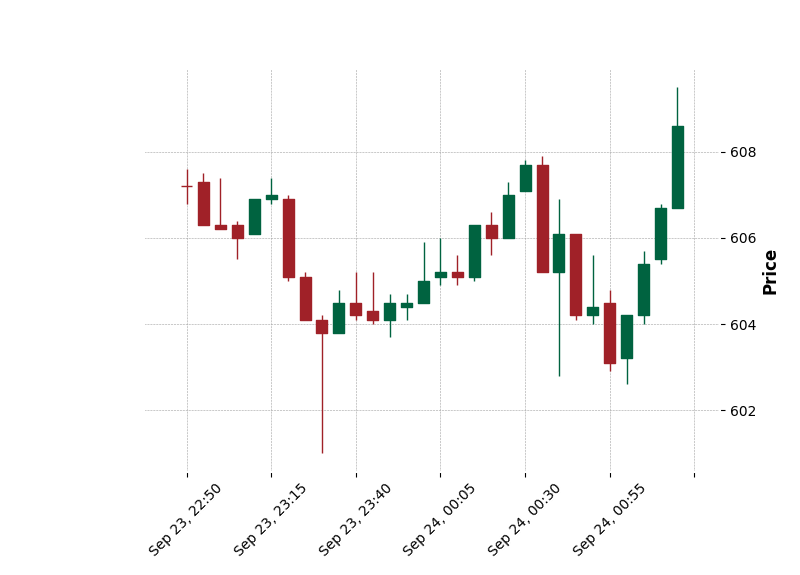 608
606
604
602
Price
Sep 23, 22:50
Sep 23, 23:15
Sep 23, 23:40
Sep 24, 00:05
Sep 24, 00:30
Sep 24, 00:55